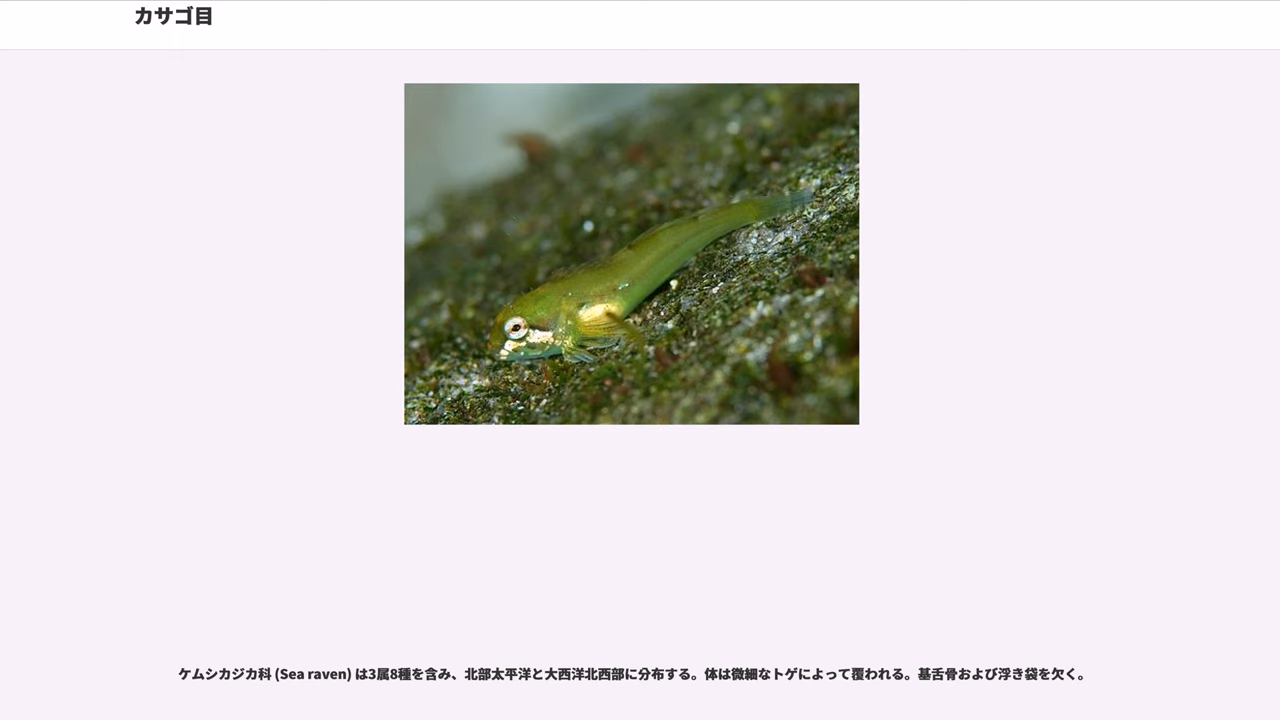 カサゴ目
ケムシカジカ科 (Sea raven) は3属8種を含み、北部太平洋と大西洋北西部に分布する。体は微細なトゲによって覆われる。基舌骨および浮き袋を欠く。